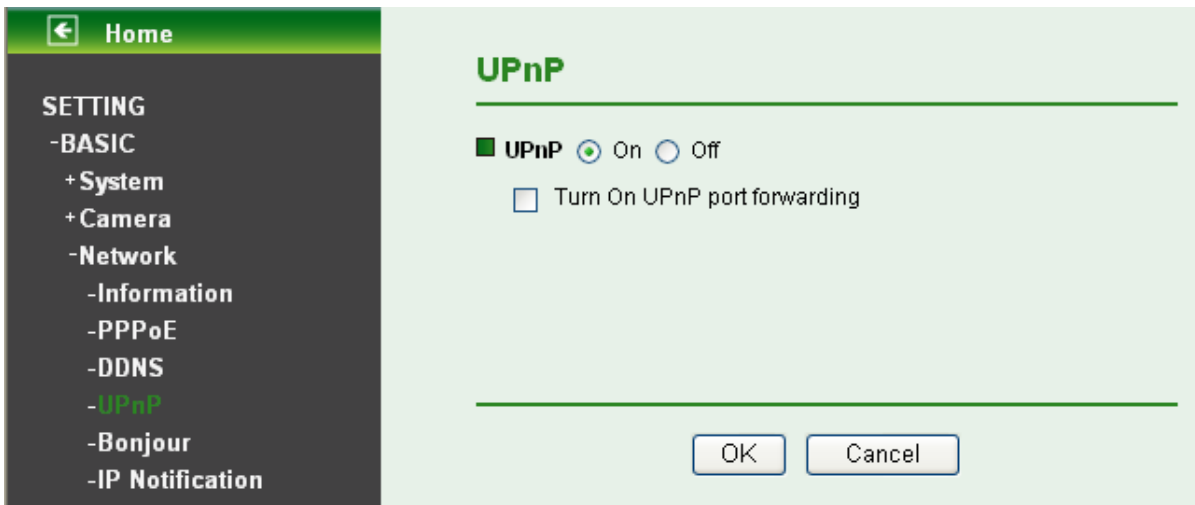 Home
SETTING
-BASIC
+System
+Camera
-Network
-Information
-PPPoE
-DDNS
-UPnP
-Bonjour
-IP Notification
UPnP
UPnP On Off
Turn On UPnP port forwarding
OK Cancel